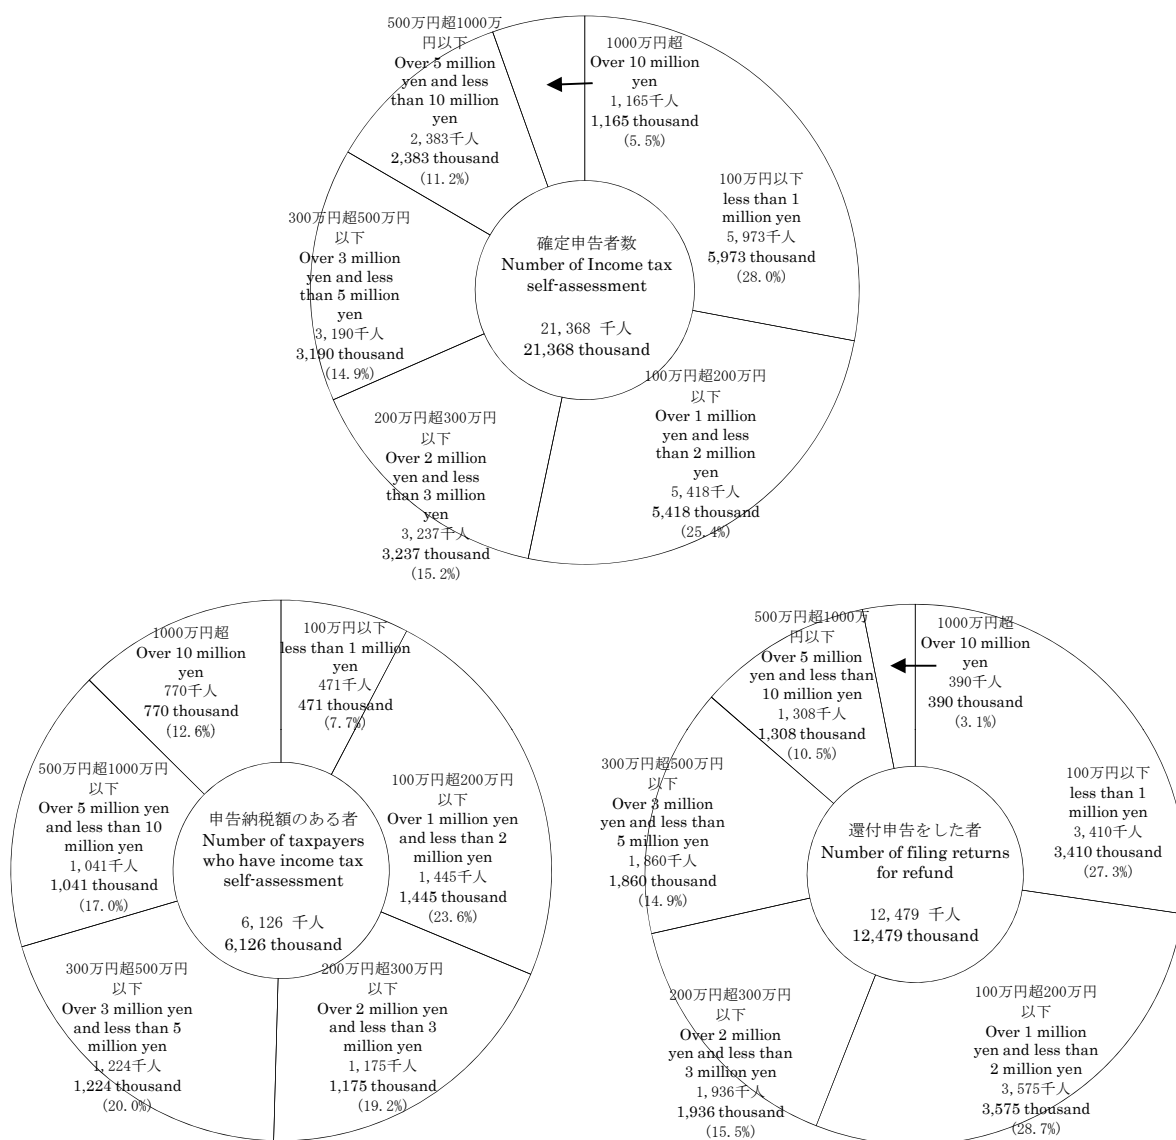 500万円超1000万
円以下
Over 5 million
yen and less
than 10 million
yen
2,383千人
2,383 thousand
(11.2%)
1000万円超
Over 10 million
yen
1,165千人
1,165 thousand
(5.5%)
100万円以下
less than 1
million yen
5,973千人
5,973 thousand
(28.0%)
300万円超500万円
以下
Over 3 million
yen and less
than 5 million
yen
3,190千人
3,190 thousand
(14.9%)
確定申告者数
Number of Income tax
self-assessment
21,368 千人
21,368 thousand
100万円超200万円
以下
Over 1 million
yen and less
than 2 million
yen
5,418千人
5,418 thousand
(25.4%)
200万円超300万円
以下
Over 2 million
yen and less
than 3 million
yen
3,237千人
3,237 thousand
(15.2%)
1000万円超
Over 10 million
yen
770千人
770 thousand
(12.6%)
100万円以下
less than 1 million
yen
471千人
471 thousand
(7.7%)
500万円超1000万円
以下
Over 5 million yen
and less than 10
million yen
1,041千人
1,041 thousand
(17.0%)
申告納税額のある者
Number of taxpayers
who have income tax
self-assessment
6,126 千人
6,126 thousand
100万円超200万円
以下
Over 1 million yen
and less than 2
million yen
1,445千人
1,445 thousand
(23.6%)
300万円超500万円
以下
Over 3 million yen
and less than 5
million yen
1,224千人
1,224 thousand
(20.0%)
200万円超300万円
以下
Over 2 million yen
and less than 3
million yen
1,175千人
1,175 thousand
(19.2%)
500万円超1000万
円以下
Over 5 million
yen and less than
10 million yen
1,308千人
1,308 thousand
(10.5%)
1000万円超
Over 10 million
yen
390千人
390 thousand
(3.1%)
300万円超500万円
以下
Over 3 million
yen and less than
5 million yen
1,860千人
1,860 thousand
(14.9%)
還付申告をした者
Number of filing returns
for refund
12,479 千人
12,479 thousand
100万円以下
less than 1
million yen
3,410千人
3,410 thousand
(27.3%)
200万円超300万円
以下
Over 2 million
yen and less than
3 million yen
1,936千人
1,936 thousand
(15.5%)
100万円超200万円
以下
Over 1 million
yen and less than
2 million yen
3,575千人
3,575 thousand
(28.7%)